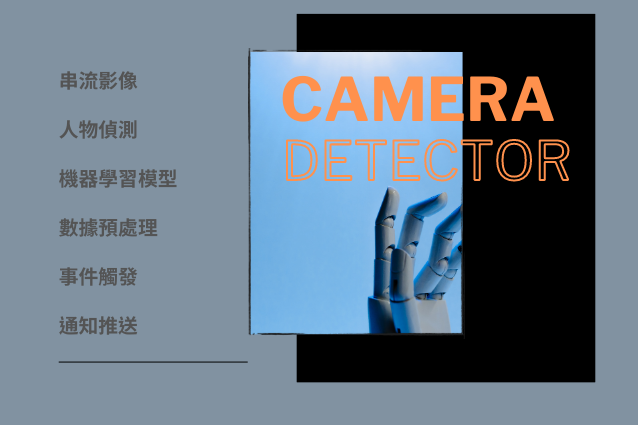 串流影像
人物偵測
機器學習模型
數據預處理
事件觸發
通知推送
CAMERA
DETECTOR